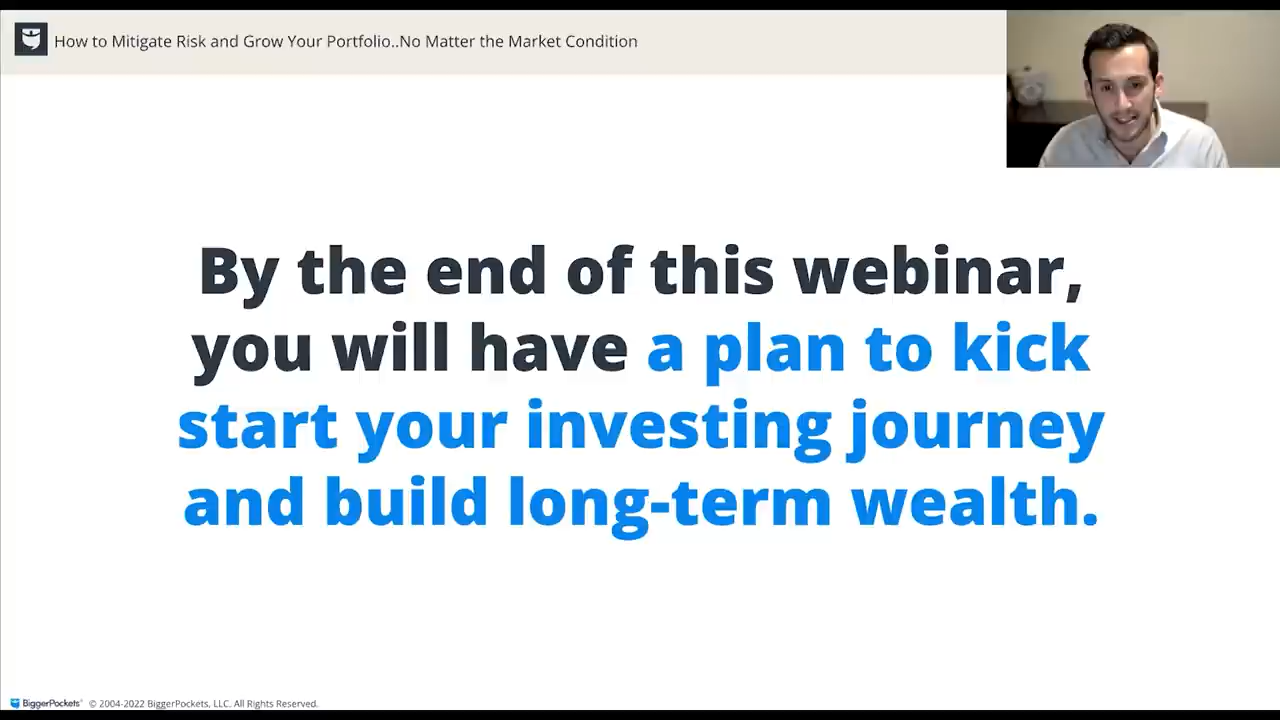 How to Mitigate Risk and Grow Your Portfolio..No Matter the Market Condition
By the end of this webinar,
you will have a plan to kick
start your investing journey
and build long-term wealth.
BiggerPockets® © 2004-2022 BiggerPockets, LLC. All Rights Reserved.